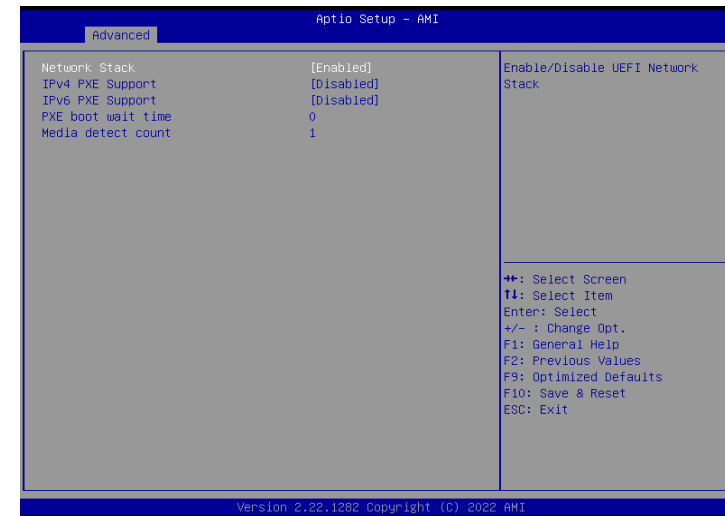 Aptio Setup – AMI
Advanced
Network Stack [Enabled]
IPv4 PXE Support [Disabled]
IPv6 PXE Support [Disabled]
PXE boot wait time 0
Media detect count 1
Enable/Disable UEFI Network
Stack
→←: Select Screen
↑↓: Select Item
Enter: Select
+/- : Change Opt.
F1: General Help
F2: Previous Values
F9: Optimized Defaults
F10: Save & Reset
ESC: Exit
Version 2.22.1282 Copyright (C) 2022 AMI